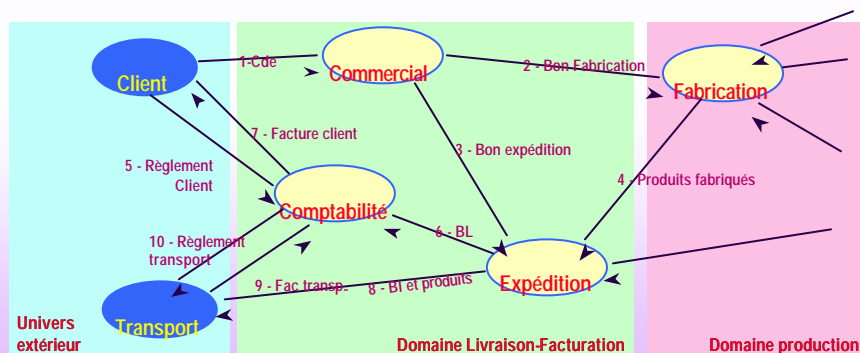 1-Cde
Client
Commercial
2 - Bon Fabrication
Fabrication
7 - Facture client
3 - Bon expédition
5 - Règlement
Client
4 - Produits fabriqués
Comptabilité
6 - BL
10 - Règlement
transport
9 - Fac transp..
8 - Bl et produits
Expédition
Transport
Univers
extérieur
Domaine Livraison-Facturation
Domaine production